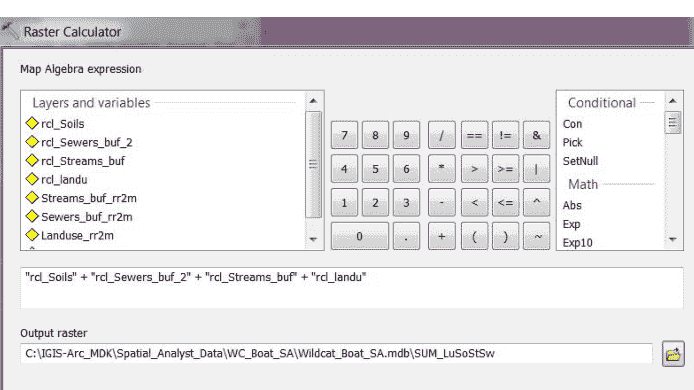 Raster Calculator
Map Algebra expression
Layers and variables
rcl_Soils
rcl_Sewers_buf_2
rcl_Streams_buf
rcl_landu
Streams_buf_rr2m
Sewers_buf_rr2m
Landuse_rr2m
7 8 9 / == != &
4 5 6 * > >= |
1 2 3 - < <= ^
0 . + ( ) ~
Conditional
Con
Pick
SetNull
Math
Abs
Exp
Exp10
"rcl_Soils" + "rcl_Sewers_buf_2" + "rcl_Streams_buf" + "rcl_landu"
Output raster
C:\IGIS-Arc_MDK\Spatial_Analyst_Data\WC_Boat_SA\Wildcat_Boat_SA.mdb\SUM_LuSoStSw